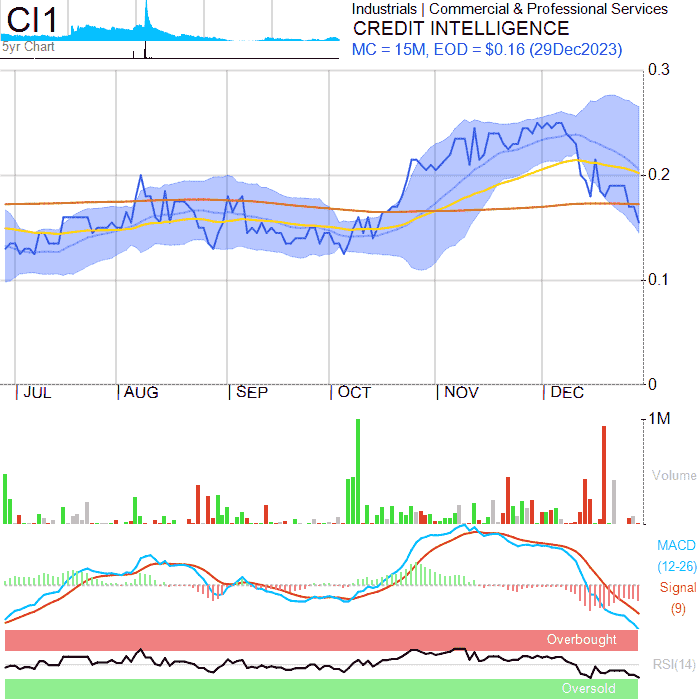 CI1
5yr Chart
Industrials | Commercial & Professional Services
CREDIT INTELLIGENCE
MC = 15M, EOD = $0.16 (29Dec2023)
0.3
0.2
0.1
0
JUL AUG SEP OCT NOV DEC
1M
Volume
MACD
(12-26)
Signal
(9)
Overbought
RSI(14)
Oversold